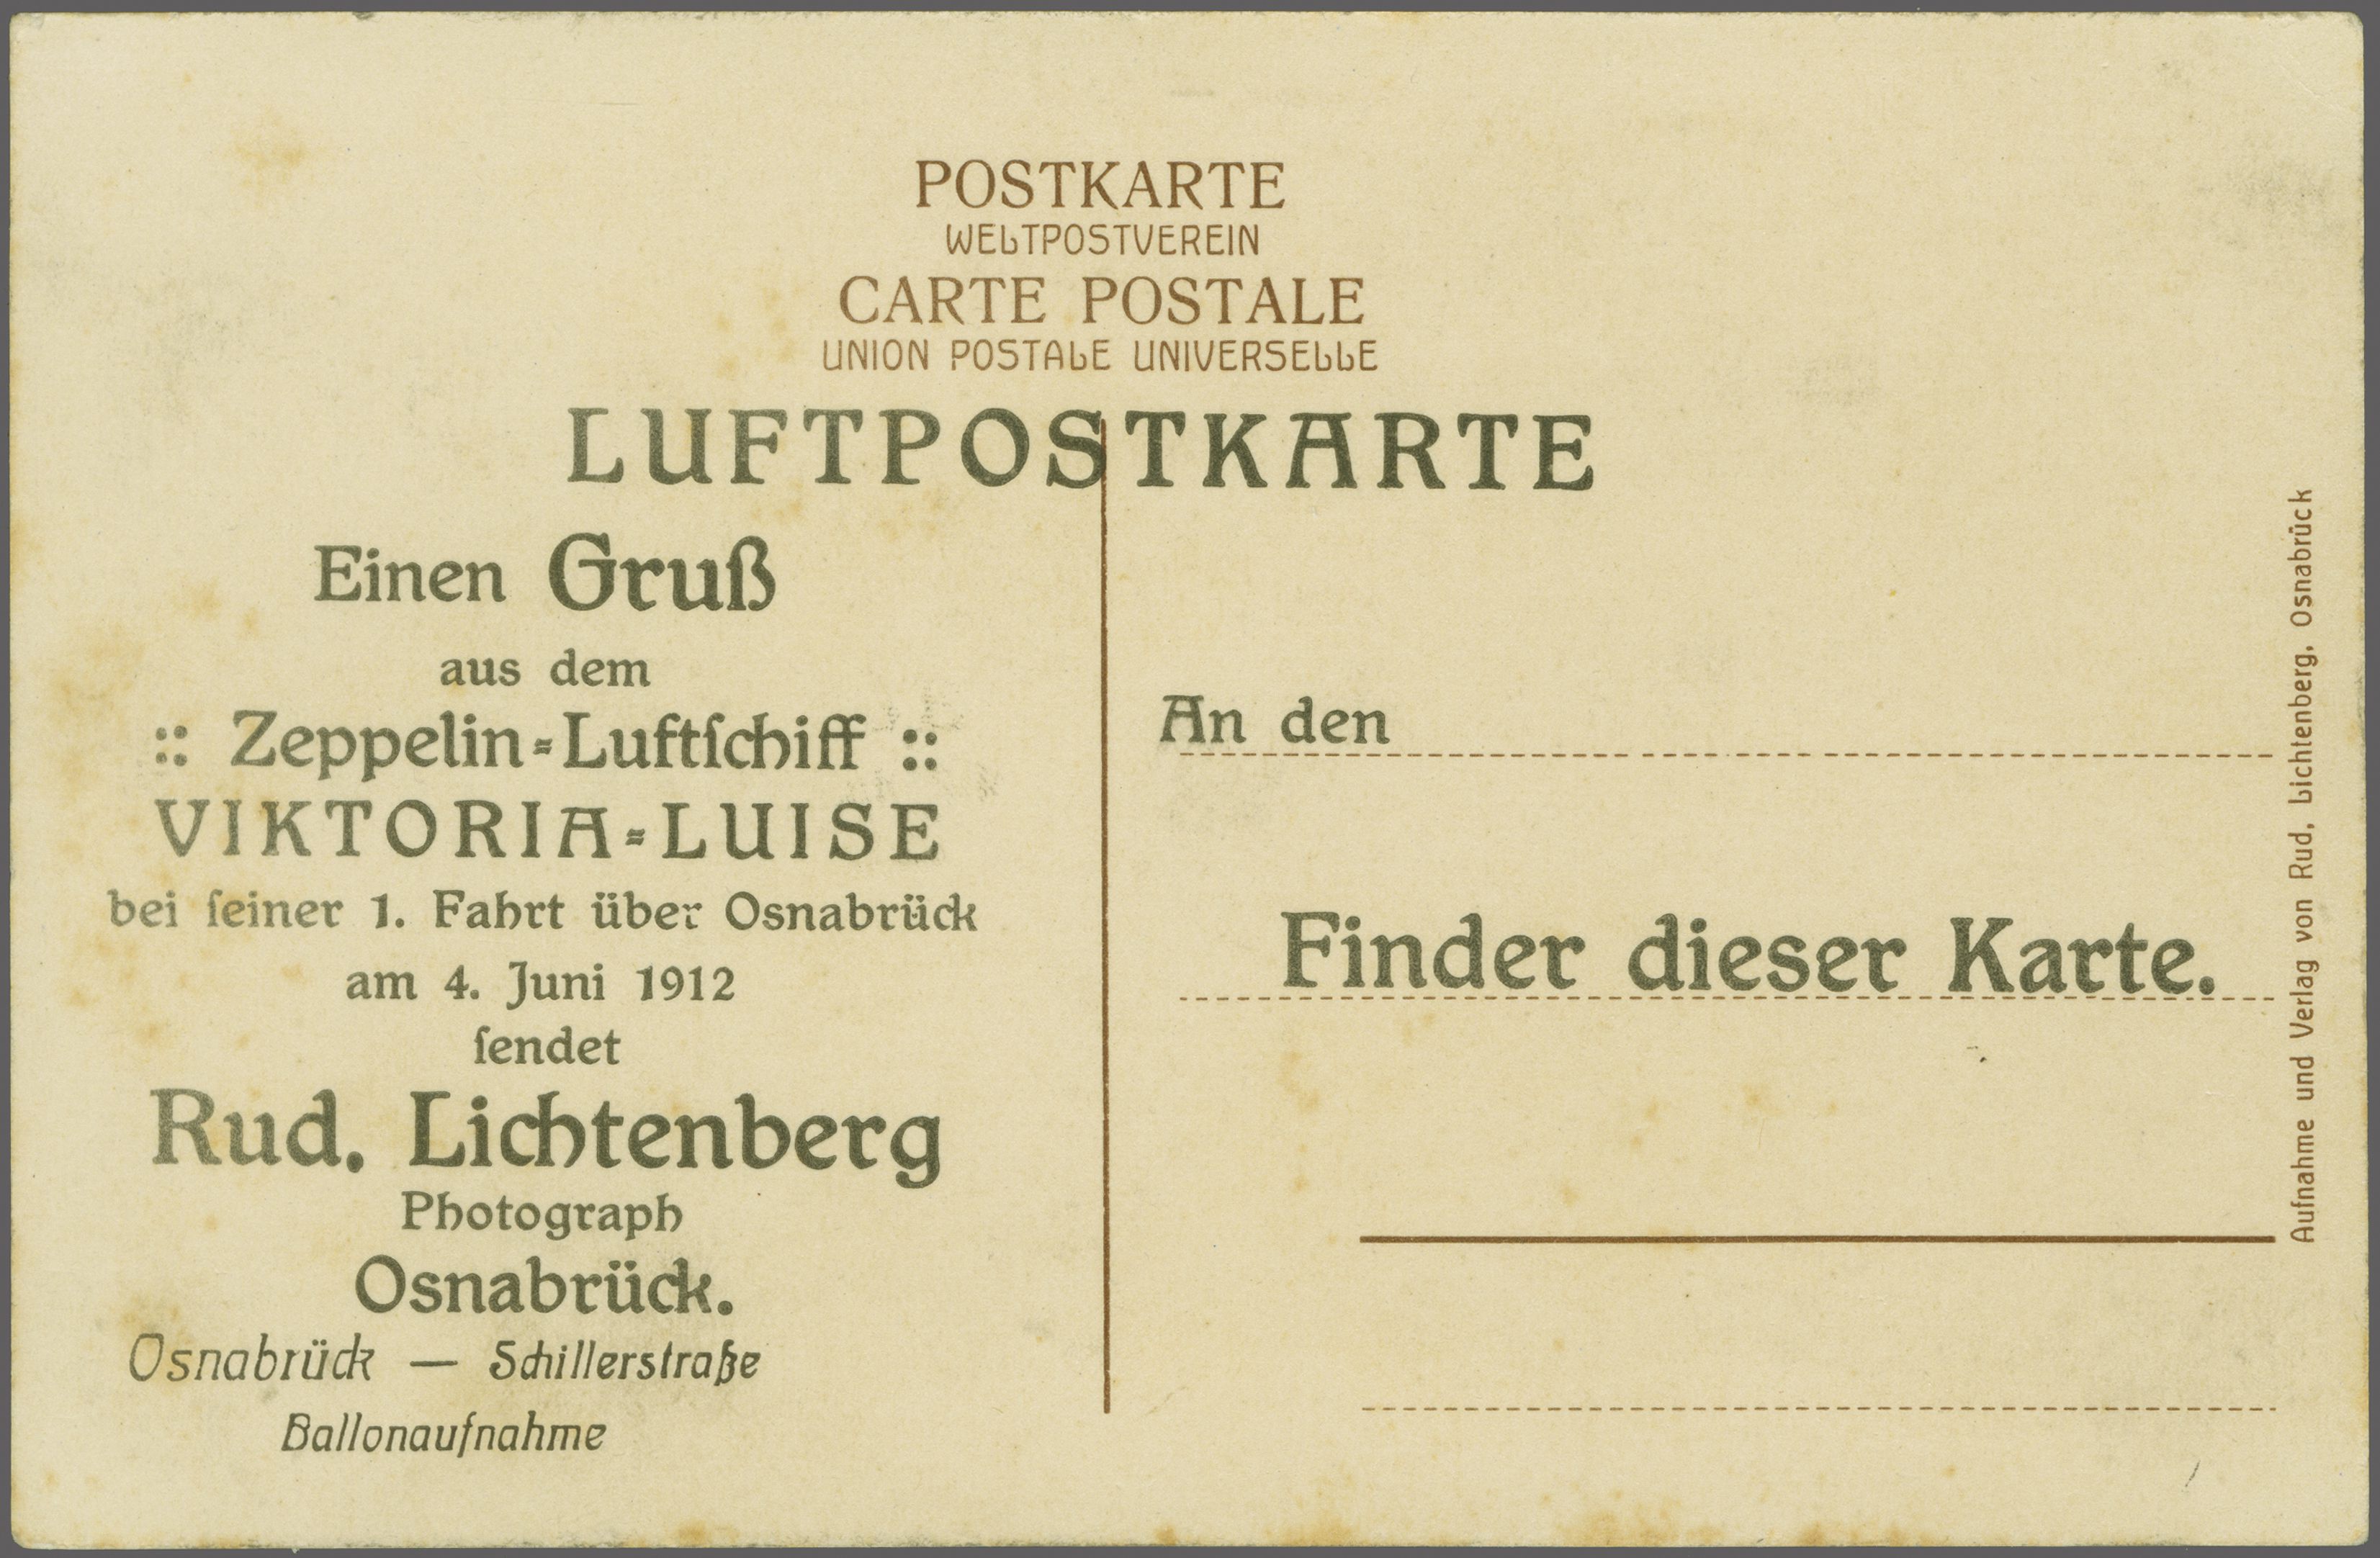 POSTKARTE
WELTPOSTVEREIN
CARTE POSTALE
UNION POSTALE UNIVERSELLE
LUFTPOSTKARTE
Einen Gruß
aus dem
:: Zeppelin-Luftſchiff ::
VIKTORIA-LUISE
bei ſeiner 1. Fahrt über Osnabrück
am 4. Juni 1912
ſendet
Rud. Lichtenberg
Photograph
Osnabrück.
Osnabrück — Schillerstraße
Ballonaufnahme
An den
Finder dieser Karte.
Aufnahme und Verlag von Rud. Lichtenberg, Osnabrück